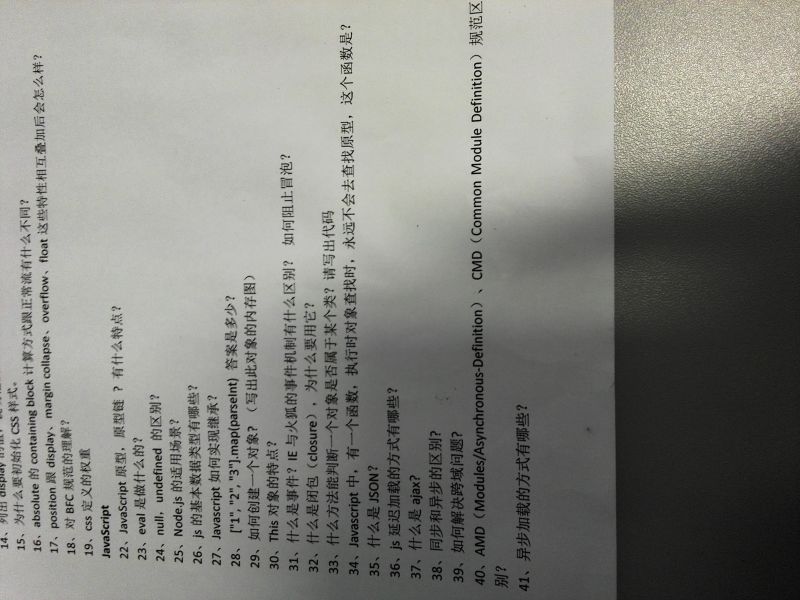 14、列出 display 的值，
15、为什么要初始化 CSS 样式。
16、absolute 的 containing block 计算方式跟正常流有什么不同？
17、position 跟 display、margin collapse、overflow、float 这些特性相互叠加后会怎么样？
18、对 BFC 规范的理解？
19、css 定义的权重
JavaScript
22、JavaScript 原型，原型链 ？有什么特点？
23、eval 是做什么的？
24、null，undefined 的区别？
25、Node.js 的适用场景？
26、js 的基本数据类型有哪些？
27、Javascript 如何实现继承？
28、["1", "2", "3"].map(parseInt) 答案是多少？
29、如何创建一个对象? （写出此对象的内存图）
30、This 对象的特点？
31、什么是事件？IE 与火狐的事件机制有什么区别？ 如何阻止冒泡？
32、什么是闭包（closure），为什么要用它？
33、什么方法能判断一个对象是否属于某个类？请写出代码
34、Javascript 中，有一个函数，执行时对象查找时，永远不会去查找原型，这个函数是？
35、什么是 JSON？
36、js 延迟加载的方式有哪些？
37、什么是 ajax?
38、同步和异步的区别？
39、如何解决跨域问题？
40、AMD（Modules/Asynchronous-Definition）、CMD（Common Module Definition）规范区
别？
41、异步加载的方式有哪些？